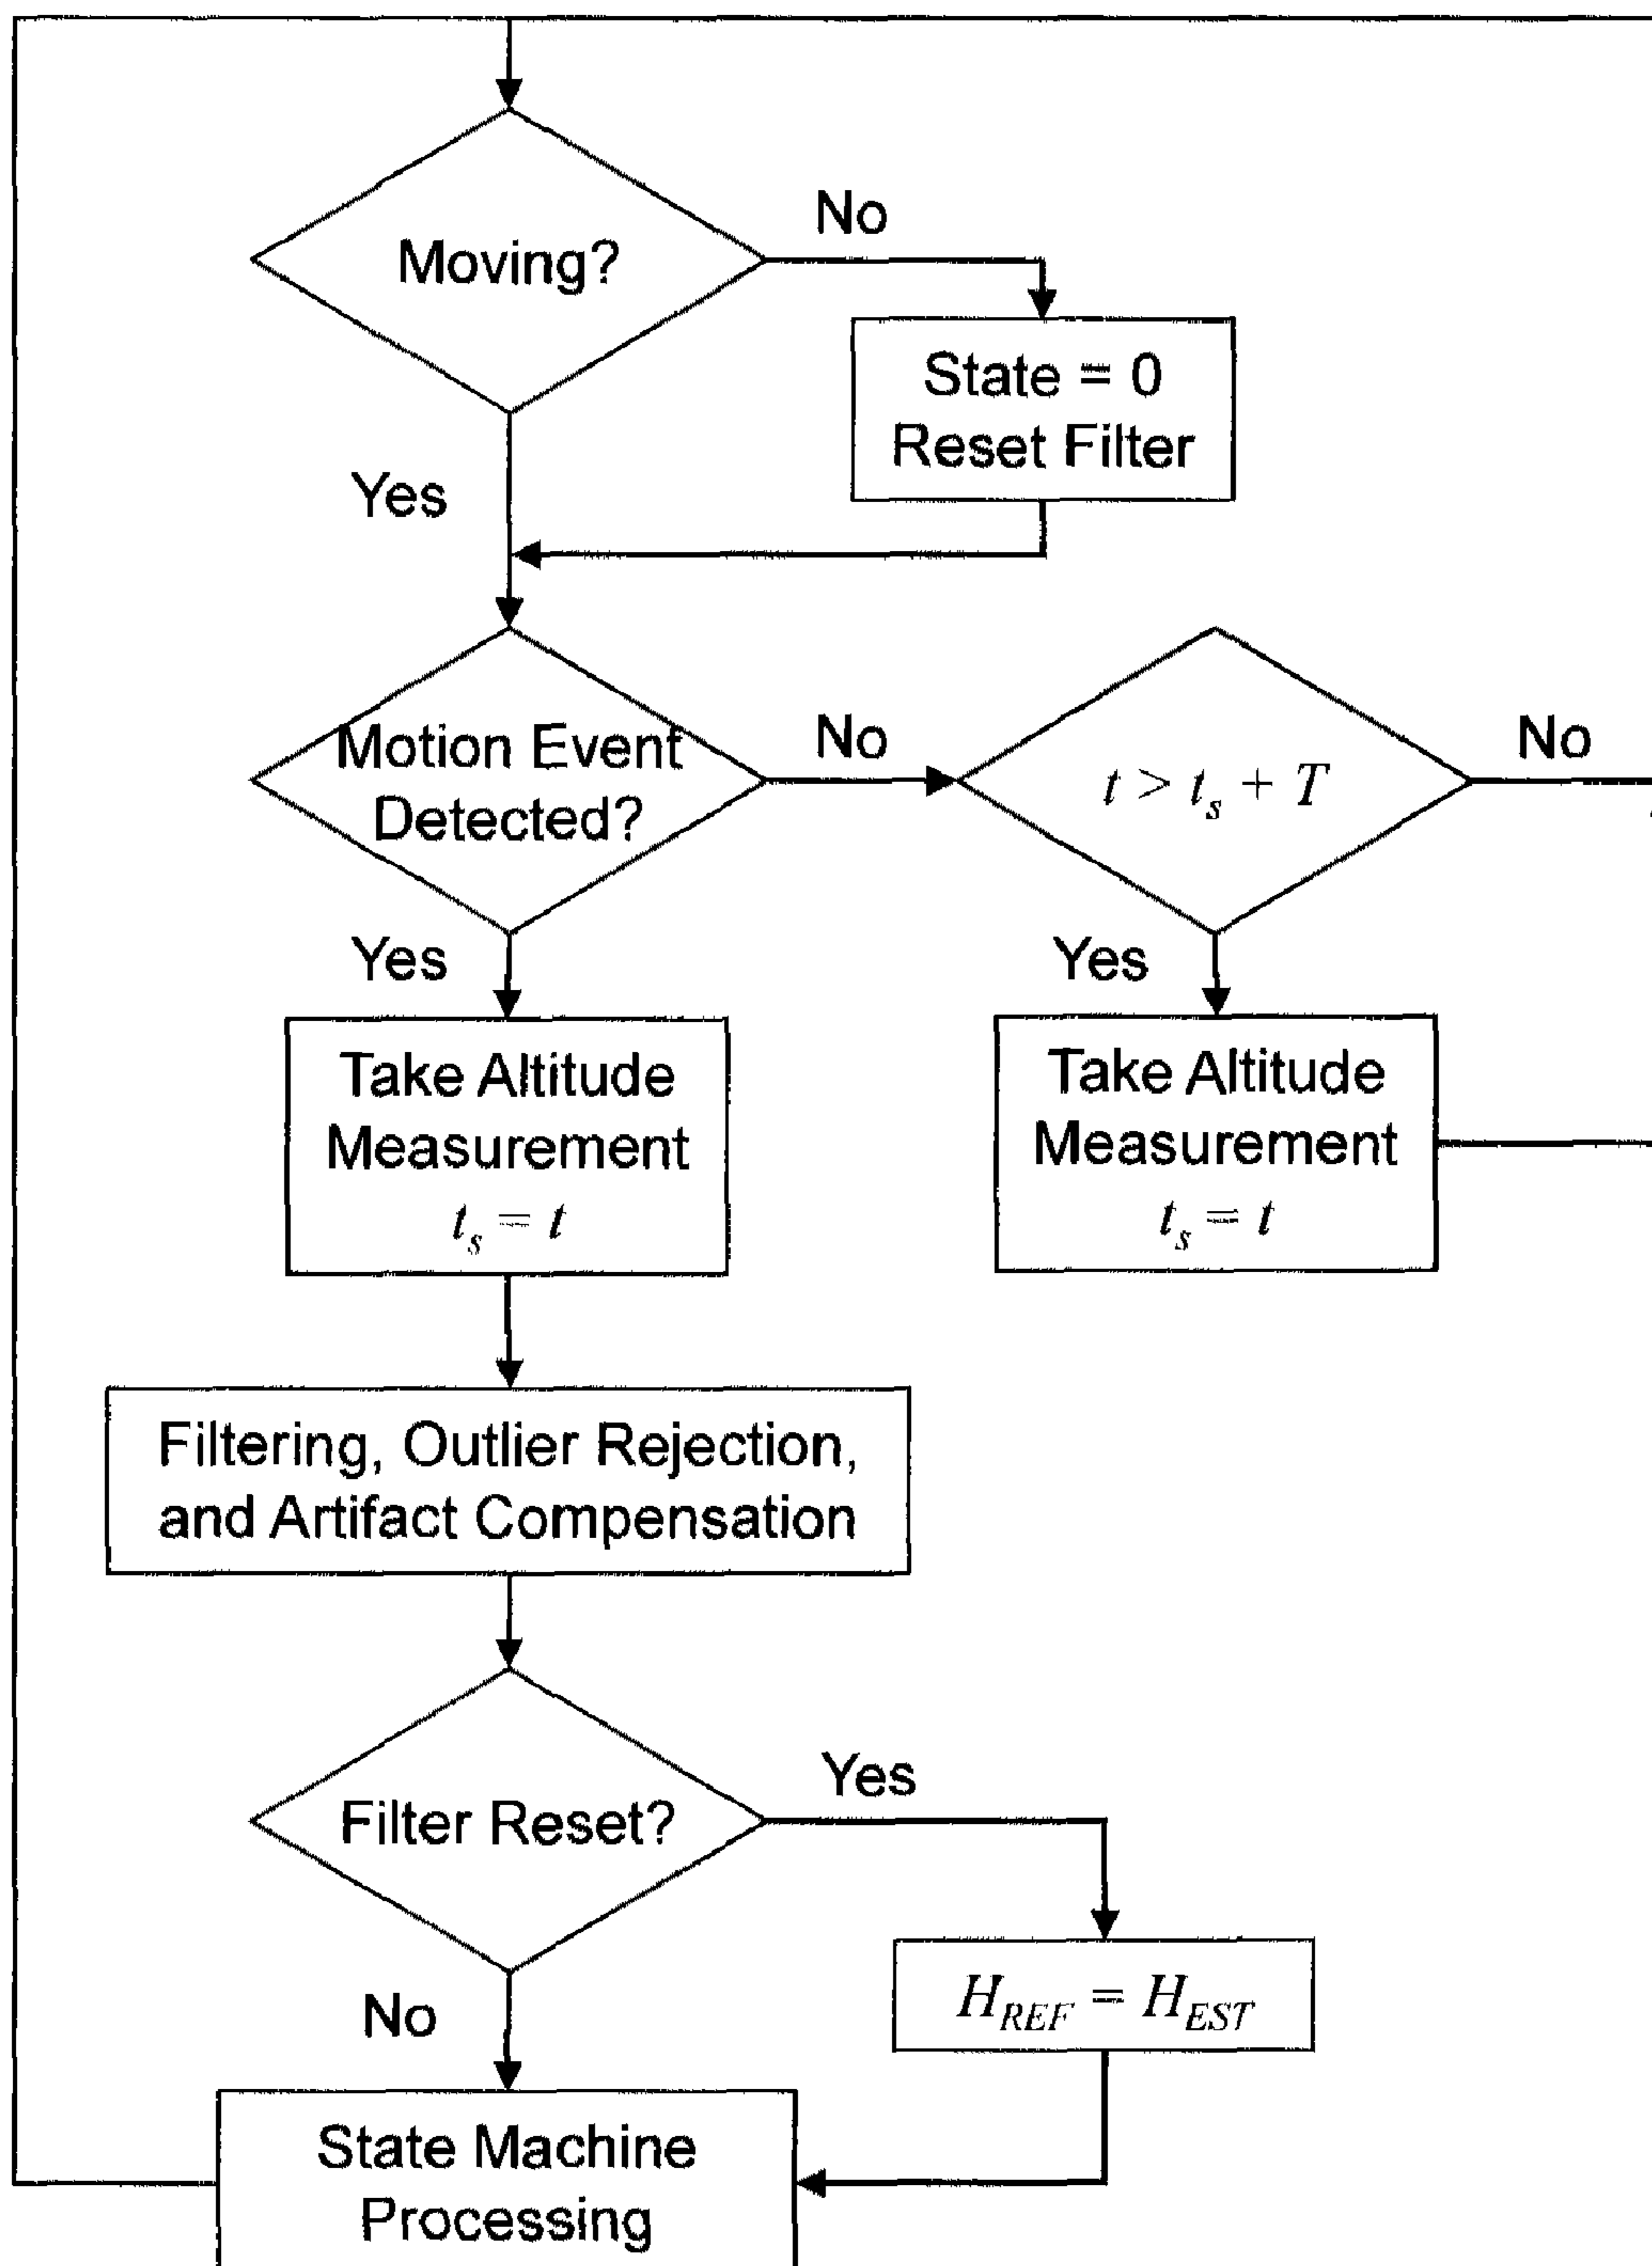 No
Moving?
State = 0
Reset Filter
Yes
Motion Event
Detected?
No
t > t_s + T
No
Yes
Yes
Take Altitude
Measurement
t_s = t
Take Altitude
Measurement
t_s = t
Filtering, Outlier Rejection,
and Artifact Compensation
Filter Reset?
Yes
No
H_REF = H_EST
State Machine
Processing